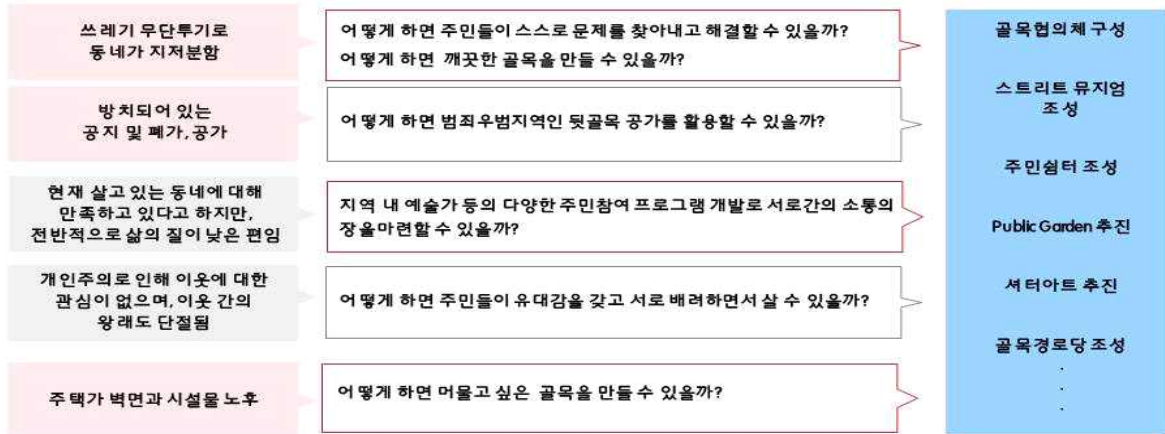 쓰레기 무단투기로
동네가 지저분함
어떻게 하면 주민들이 스스로 문제를 찾아내고 해결할 수 있을까?
어떻게 하면 깨끗한 골목을 만들 수 있을까?
방치되어 있는
공지 및 폐가, 공가
어떻게 하면 범죄우범지역인 뒷골목 공가를 활용할 수 있을까?
현재 살고 있는 동네에 대해
만족하고 있다고 하지만,
전반적으로 삶의 질이 낮은 편임
지역 내 예술가 등의 다양한 주민참여 프로그램 개발로 서로간의 소통의
장을마련할 수 있을까?
개인주의로 인해 이웃에 대한
관심이 없으며, 이웃 간의
왕래도 단절됨
어떻게 하면 주민들이 유대감을 갖고 서로 배려하면서 살 수 있을까?
주택가 벽면과 시설물 노후
어떻게 하면 머물고 싶은 골목을 만들 수 있을까?
골목협의체 구성
스트리트 뮤지엄
조성
주민쉼터 조성
Public Garden 추진
셔터아트 추진
골목경로당 조성
.
.
.